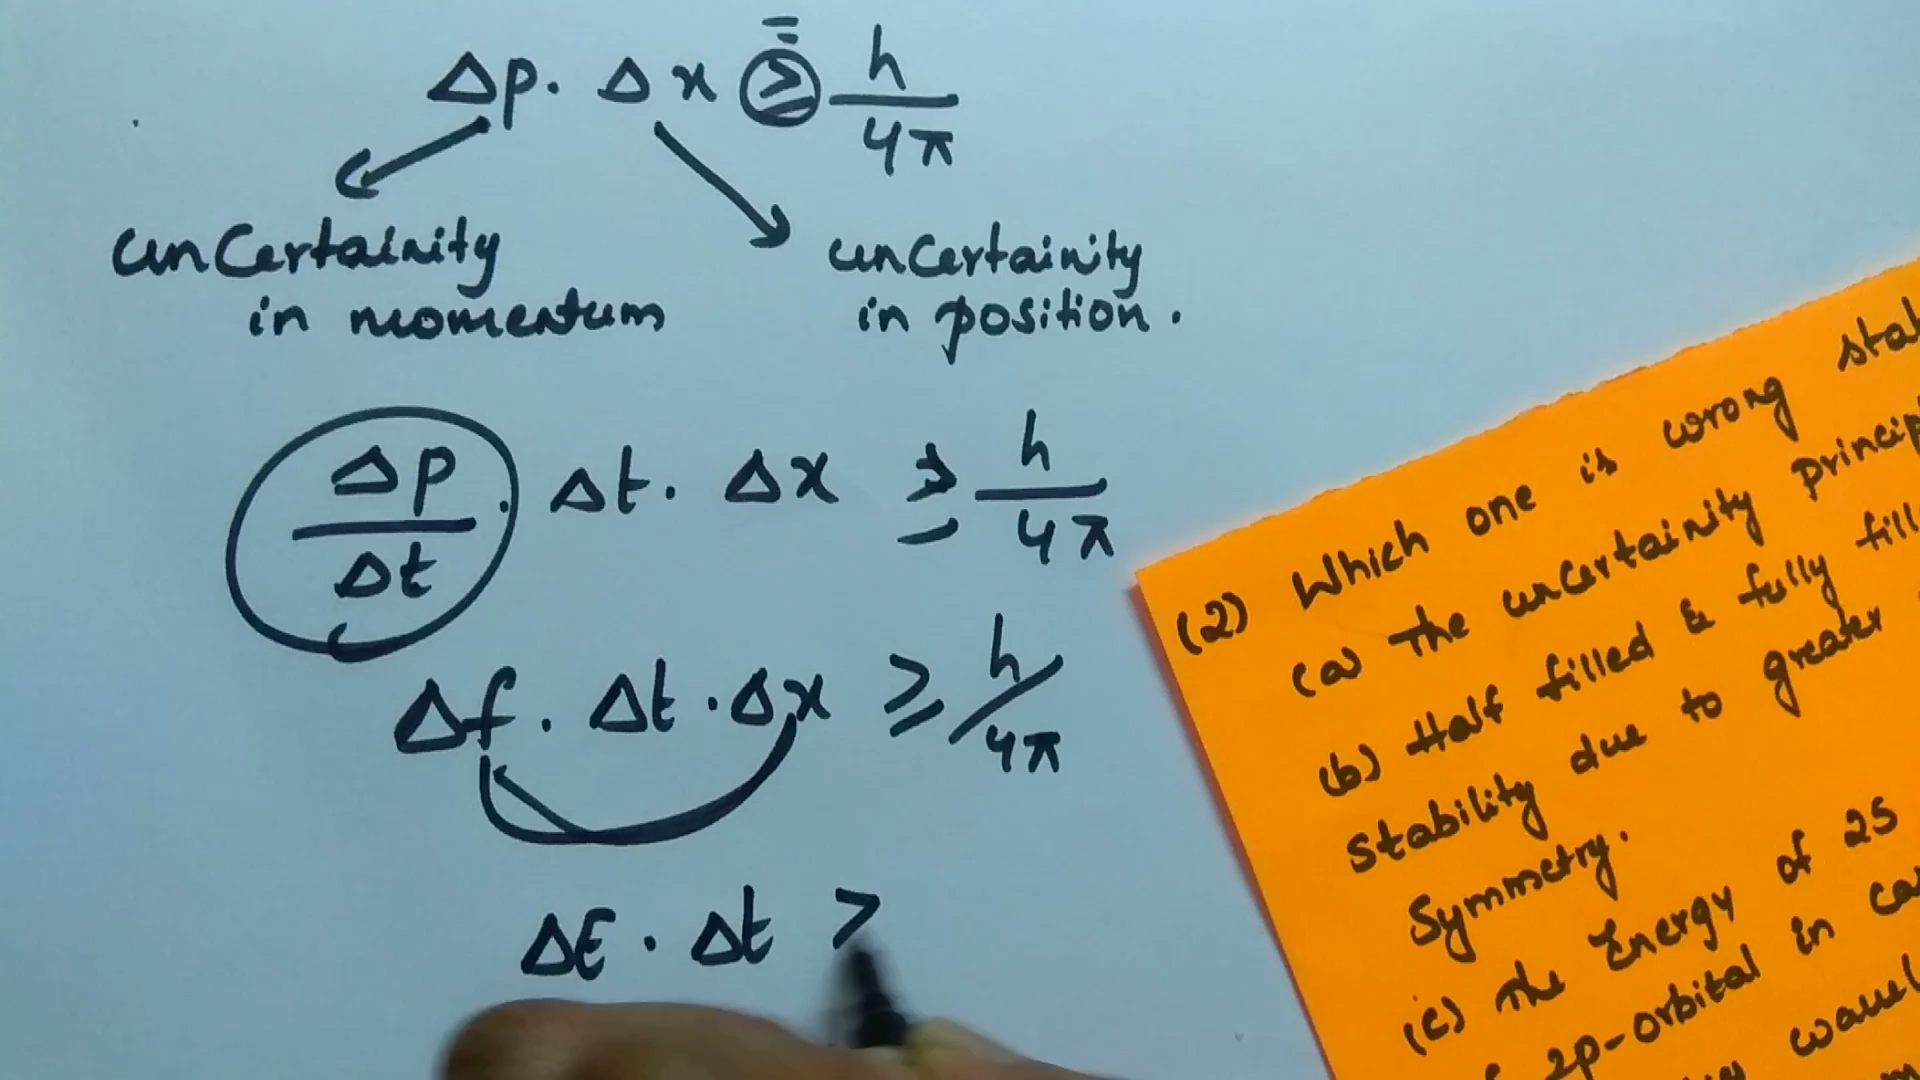 Δp. Δx ≥ h/4π
unCertainity in momentum
unCertainity in position.
Δp/Δt . Δt. Δx ≥ h/4π
Δf. Δt. Δx ≥ h/4π
ΔE. Δt >
(2) Which one is wrong
(a) The unCertainity
(b) Half filled & fully
Stability due to greater
Symmetry.
(c) The Energy of 2S
2p-orbital in